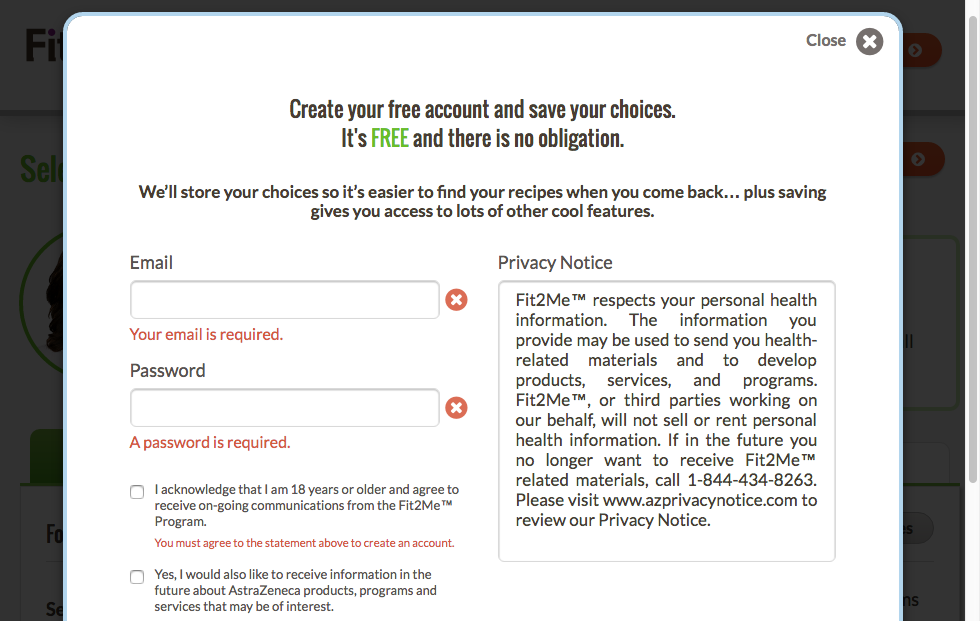 Close
Create your free account and save your choices.
It's FREE and there is no obligation.
We'll store your choices so it's easier to find your recipes when you come back... plus saving
gives you access to lots of other cool features.
Email
Your email is required.
Password
A password is required.
I acknowledge that I am 18 years or older and agree to
receive on-going communications from the Fit2Me™
Program.
You must agree to the statement above to create an account.
Yes, I would also like to receive information in the
future about AstraZeneca products, programs and
services that may be of interest.
Privacy Notice
Fit2Me™ respects your personal health
information. The information you
provide may be used to send you health-
related materials and to develop
products, services, and programs.
Fit2Me™, or third parties working on
our behalf, will not sell or rent personal
health information. If in the future you
no longer want to receive Fit2Me™
related materials, call 1-844-434-8263.
Please visit www.azprivacynotice.com to
review our Privacy Notice.